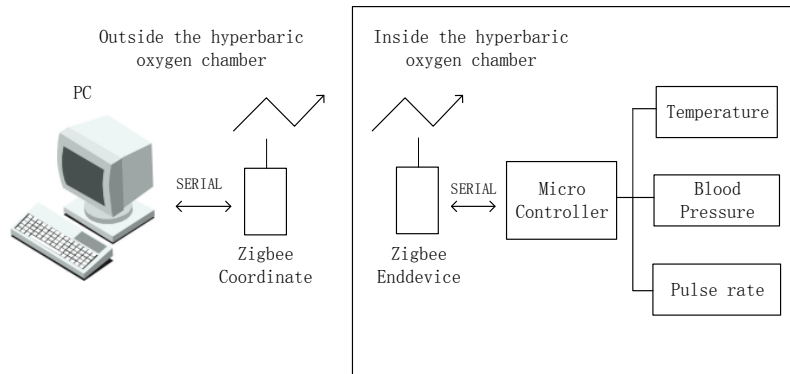 Outside the hyperbaric
oxygen chamber
PC
SERIAL
Zigbee
Coordinate
Inside the hyperbaric
oxygen chamber
Zigbee
Enddevice
SERIAL
Micro
Controller
Temperature
Blood
Pressure
Pulse rate